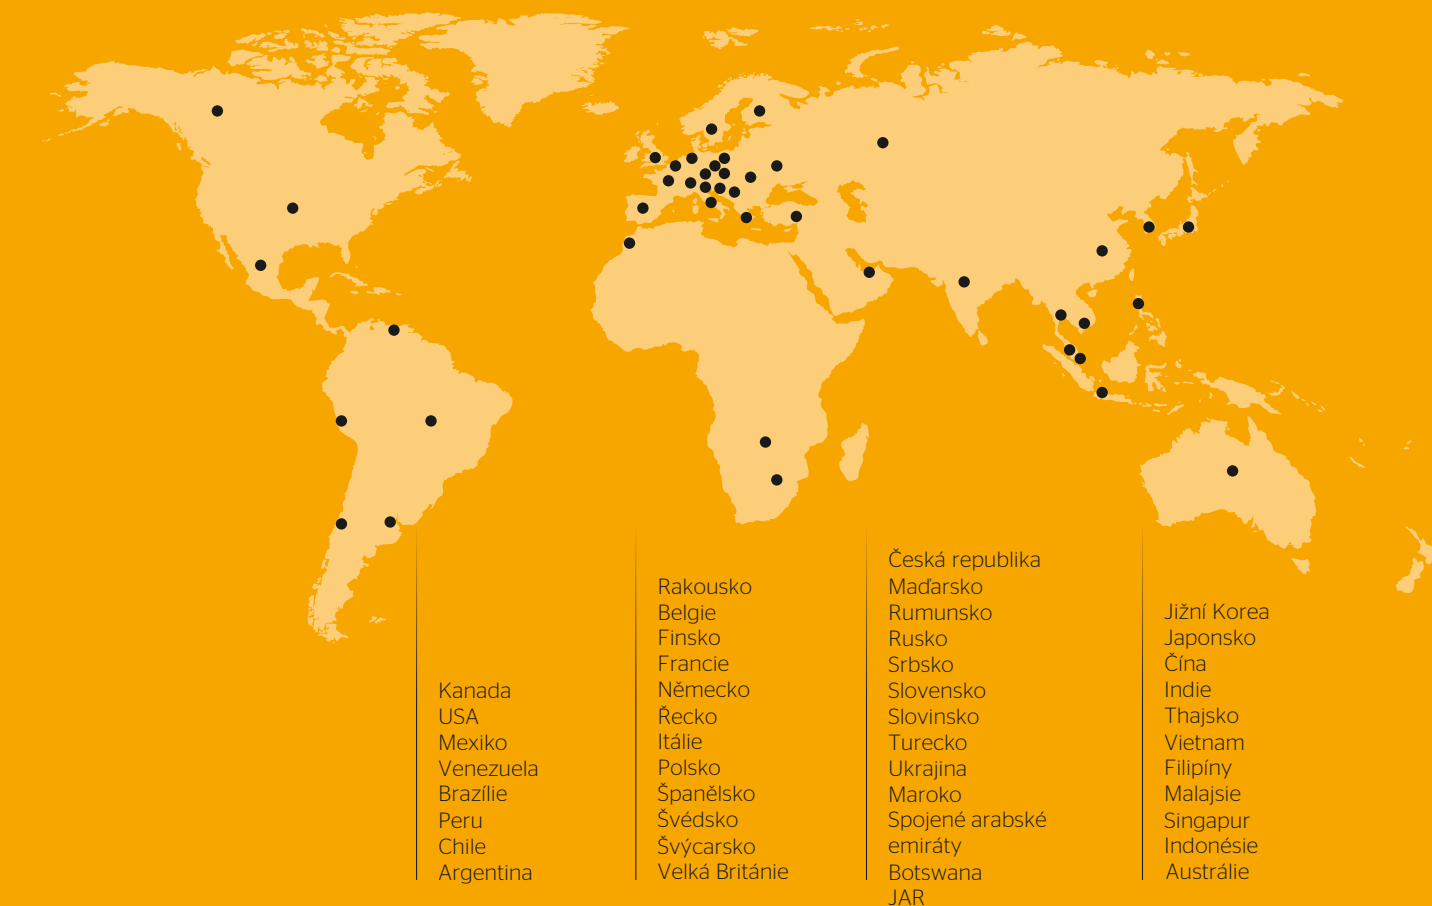 Kanada
USA
Mexiko
Venezuela
Brazílie
Peru
Chile
Argentina
Rakousko
Belgie
Finsko
Francie
Německo
Řecko
Itálie
Polsko
Španělsko
Švédsko
Švýcarsko
Velká Británie
Česká republika
Maďarsko
Rumunsko
Rusko
Srbsko
Slovensko
Slovinsko
Turecko
Ukrajina
Maroko
Spojené arabské
emiráty
Botswana
JAR
Jižní Korea
Japonsko
Čína
Indie
Thajsko
Vietnam
Filipíny
Malajsie
Singapur
Indonésie
Austrálie